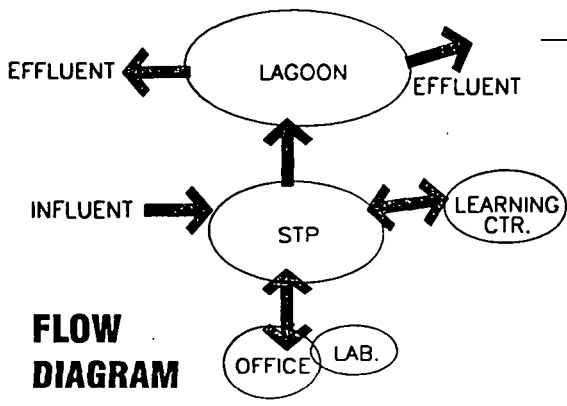 EFFLUENT
LAGOON
EFFLUENT
INFLUENT
STP
LEARNING
CTR.
FLOW
DIAGRAM
OFFICE
LAB.